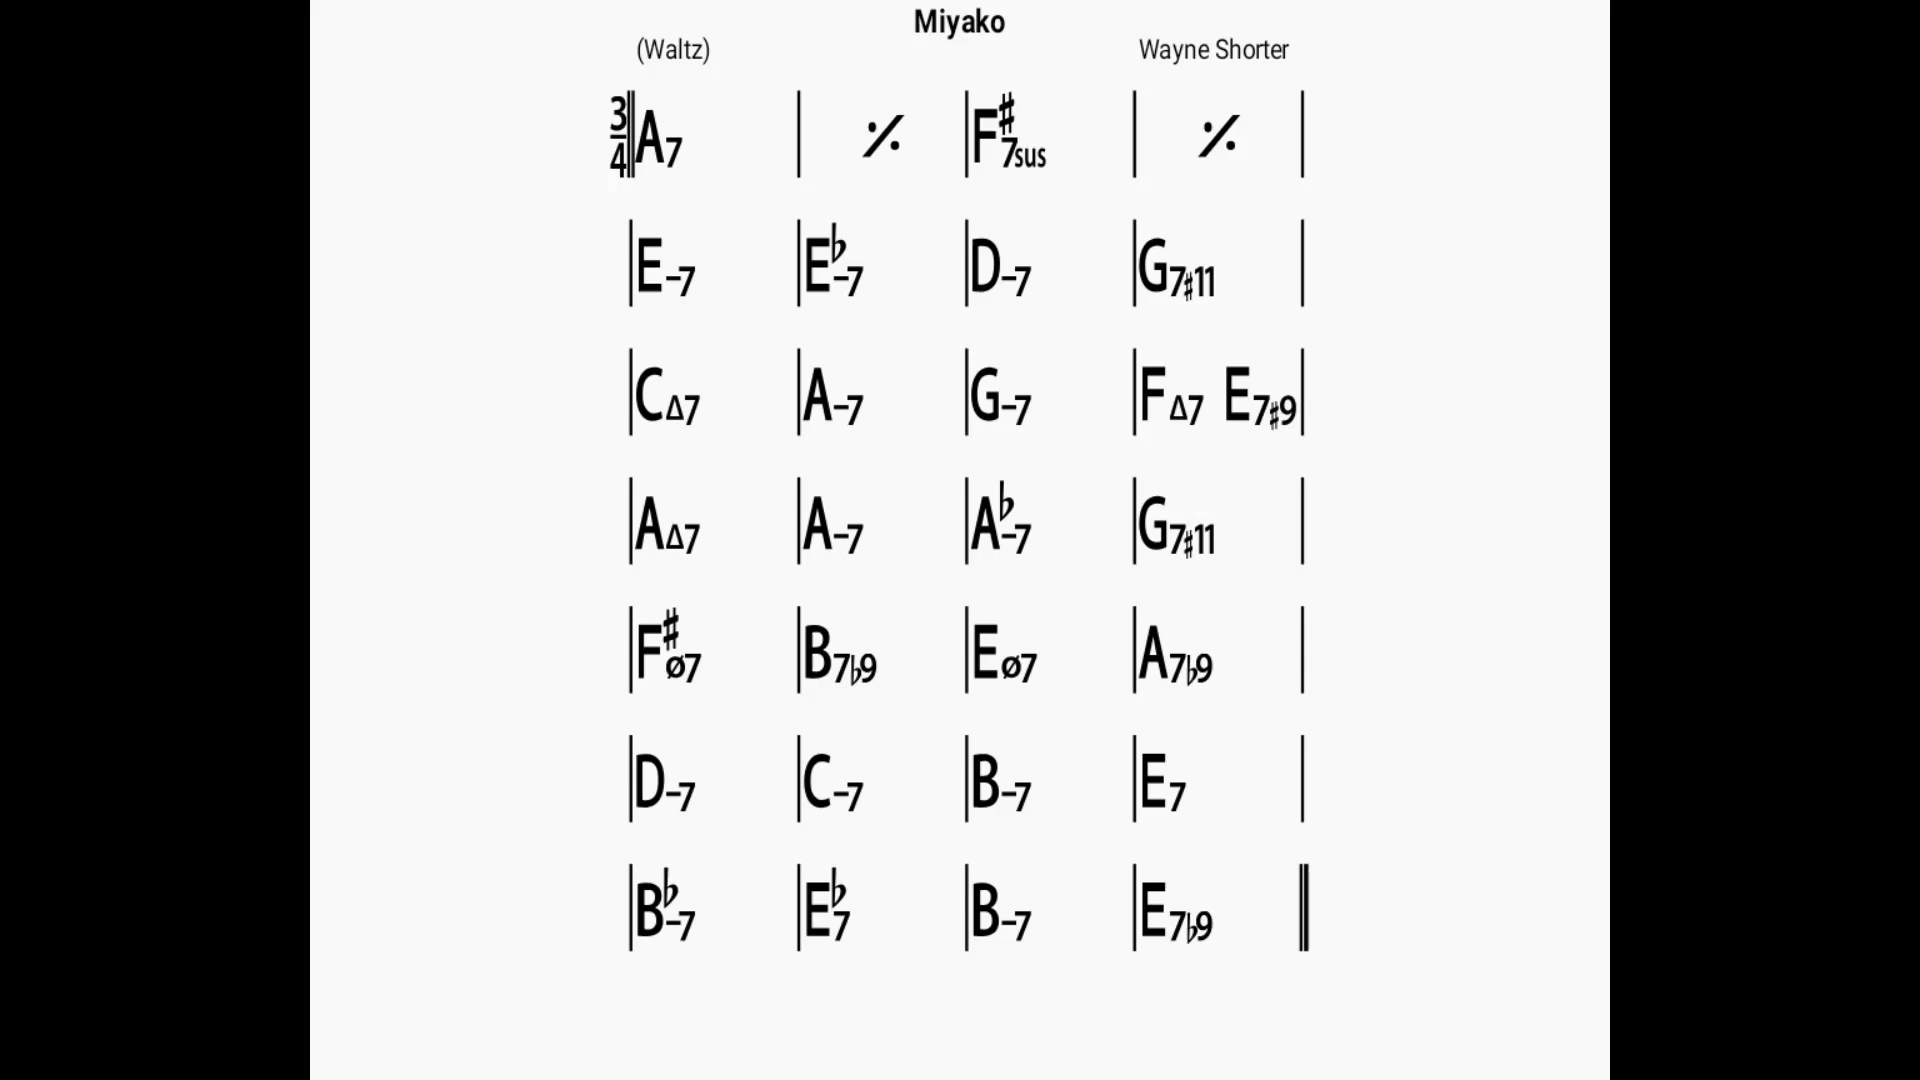 Miyako
(Waltz) Wayne Shorter
3/4 A7 | 𝄎 | F♯7sus | 𝄎 |
| E–7 | E♭–7 | D–7 | G7♯11 |
| CΔ7 | A–7 | G–7 | FΔ7 E7♯9 |
| AΔ7 | A–7 | A♭–7 | G7♯11 |
| F♯ø7 | B7♭9 | Eø7 | A7♭9 |
| D–7 | C–7 | B–7 | E7 |
| B♭–7 | E♭7 | B–7 | E7♭9 ||